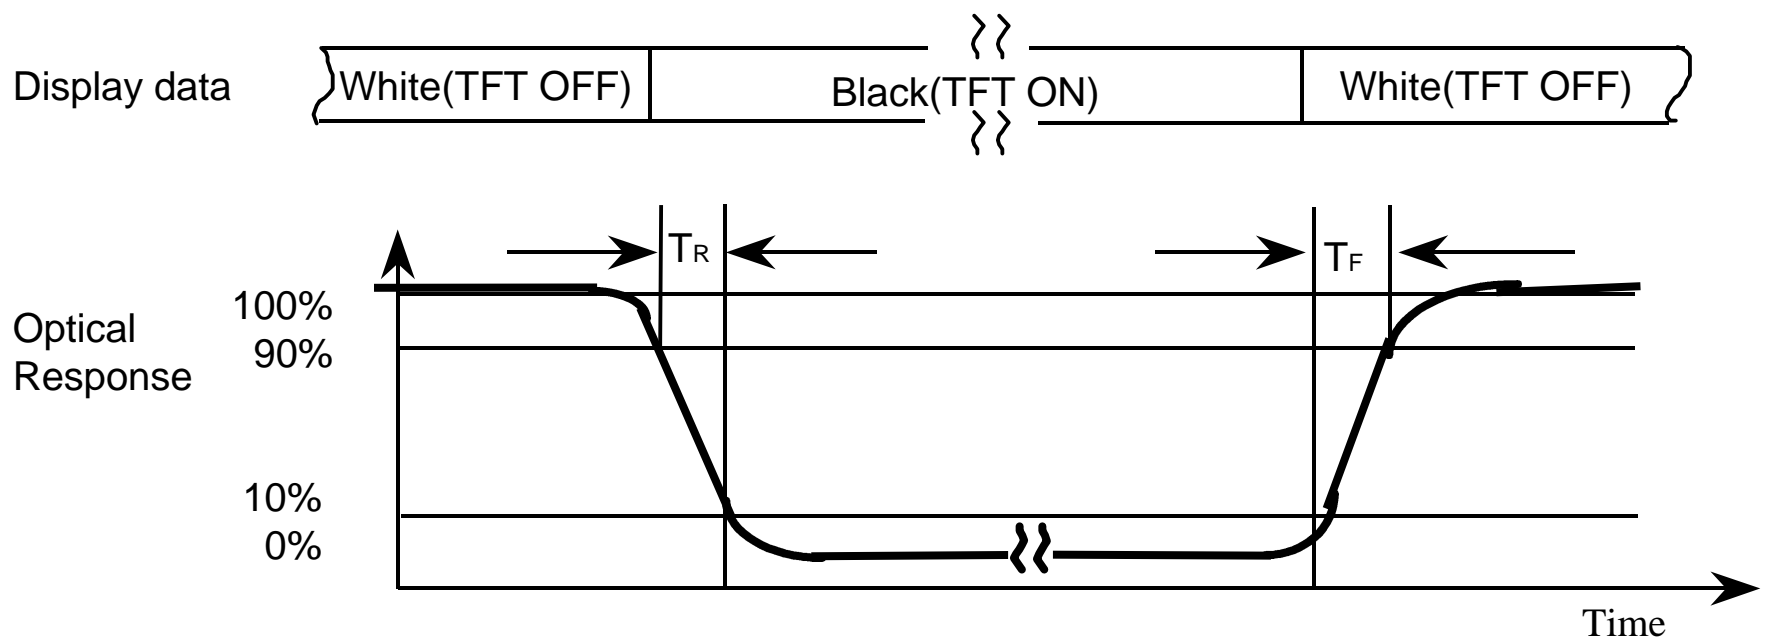 Display data
White(TFT OFF)
Black(TFT ON)
White(TFT OFF)
TR
TF
Optical
Response
100%
90%
10%
0%
Time